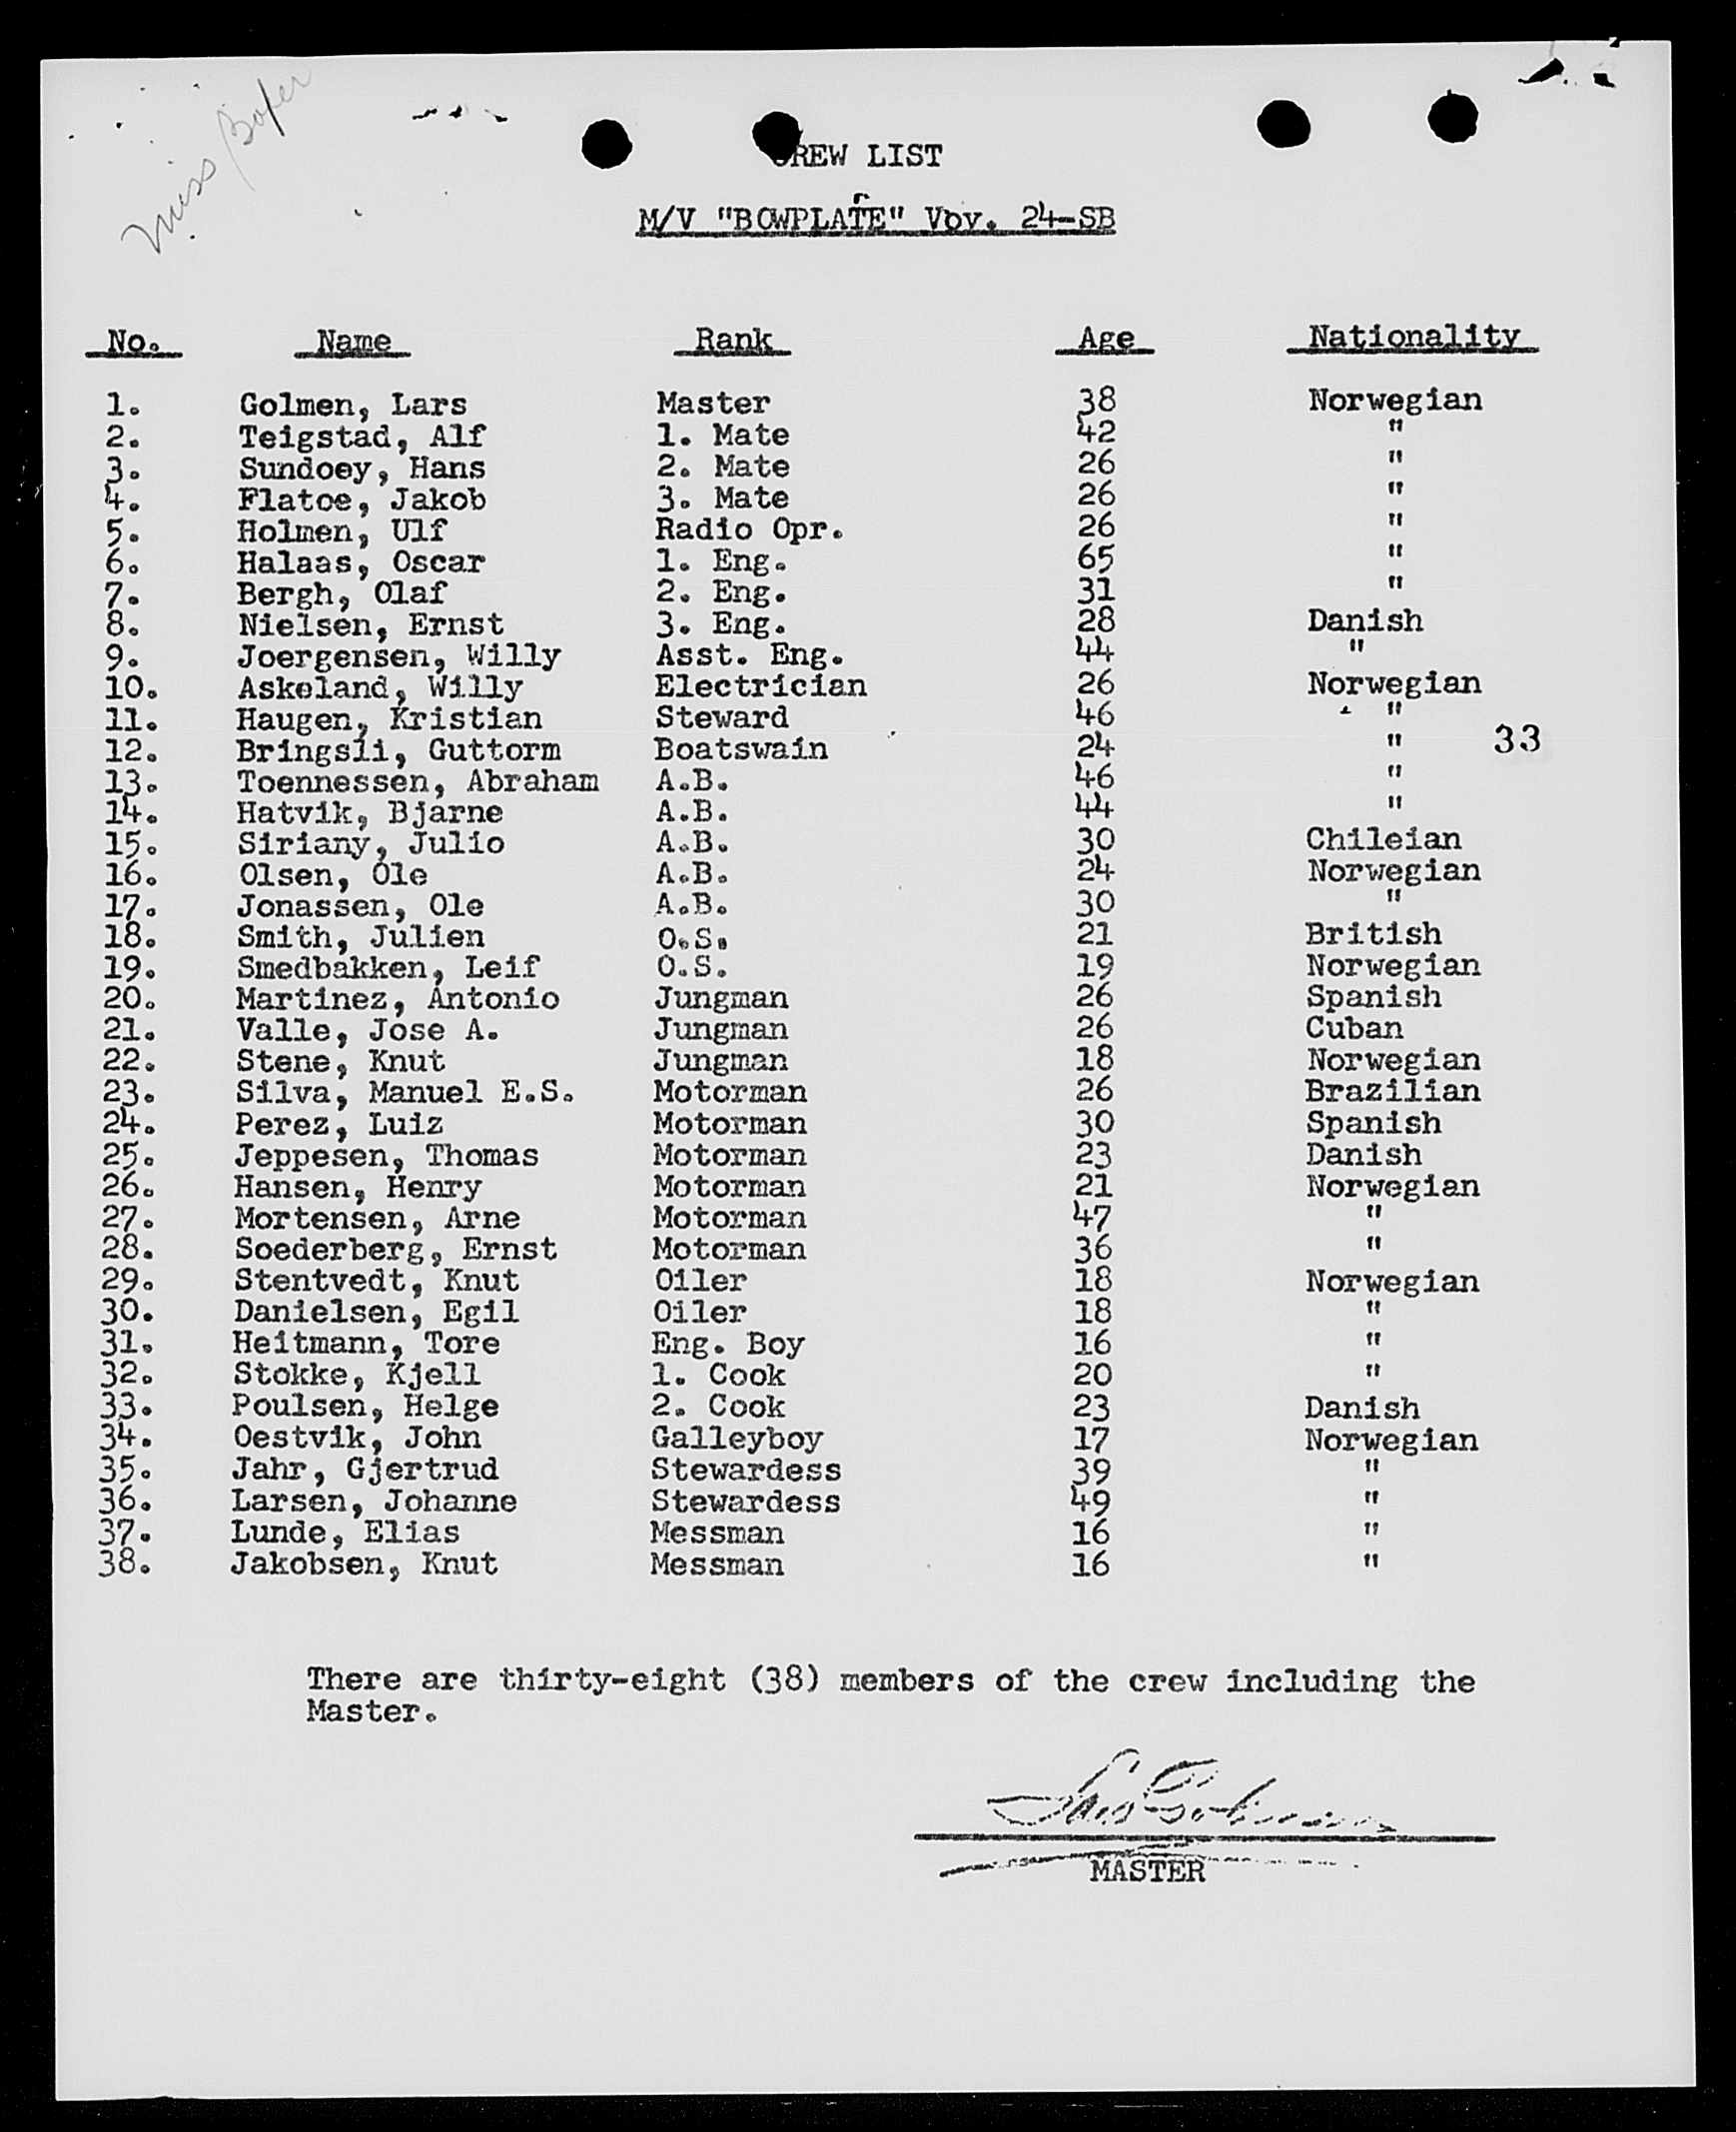 Miss
CREW LIST
M/V "BOWPLATE" Voy. 24-SB
No. Name Rank Age Nationality
1. Golmen, Lars Master 38 Norwegian
2. Teigstad, Alf 1. Mate 42 "
3. Sundoey, Hans 2. Mate 26 "
4. Flatoe, Jakob 3. Mate 26 "
5. Holmen, Ulf Radio Opr. 26 "
6. Halaas, Oscar 1. Eng. 65 "
7. Bergh, Olaf 2. Eng. 31 "
8. Nielsen, Ernst 3. Eng. 28 Danish
9. Joergensen, Willy Asst. Eng. 44 "
10. Askeland, Willy Electrician 26 Norwegian
11. Haugen, Kristian Steward 46 "
12. Bringsli, Guttorm Boatswain 24 " 33
13. Toennessen, Abraham A.B. 46 "
14. Hatvik, Bjarne A.B. 44 "
15. Siriany, Julio A.B. 30 Chileian
16. Olsen, Ole A.B. 24 Norwegian
17. Jonassen, Ole A.B. 30 "
18. Smith, Julien O.S. 21 British
19. Smedbakken, Leif O.S. 19 Norwegian
20. Martinez, Antonio Jungman 26 Spanish
21. Valle, Jose A. Jungman 26 Cuban
22. Stene, Knut Jungman 18 Norwegian
23. Silva, Manuel E.S. Motorman 26 Brazilian
24. Perez, Luiz Motorman 30 Spanish
25. Jeppesen, Thomas Motorman 23 Danish
26. Hansen, Henry Motorman 21 Norwegian
27. Mortensen, Arne Motorman 47 "
28. Soederberg, Ernst Motorman 36 "
29. Stentvedt, Knut Oiler 18 Norwegian
30. Danielsen, Egil Oiler 18 "
31. Heitmann, Tore Eng. Boy 16 "
32. Stokke, Kjell 1. Cook 20 "
33. Poulsen, Helge 2. Cook 23 Danish
34. Oestvik, John Galleyboy 17 Norwegian
35. Jahr, Gjertrud Stewardess 39 "
36. Larsen, Johanne Stewardess 49 "
37. Lunde, Elias Messman 16 "
38. Jakobsen, Knut Messman 16 "
There are thirty-eight (38) members of the crew including the
Master.
Lars Golmen
MASTER